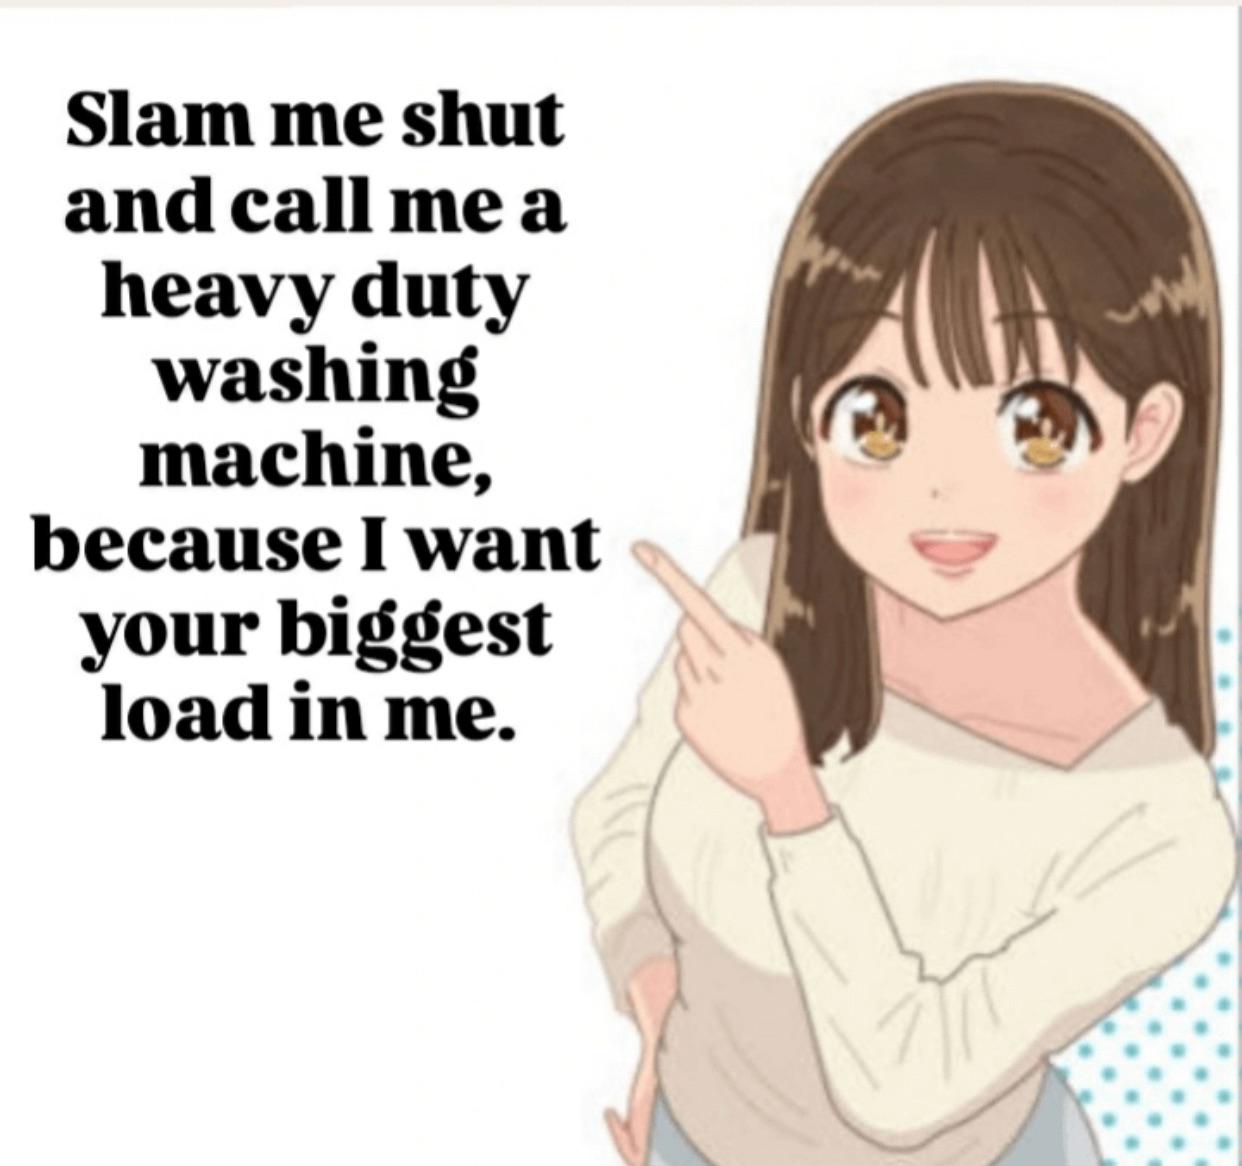 Slam me shut
and call me a
heavy duty
washing
machine,
because I want
your biggest
load in me.